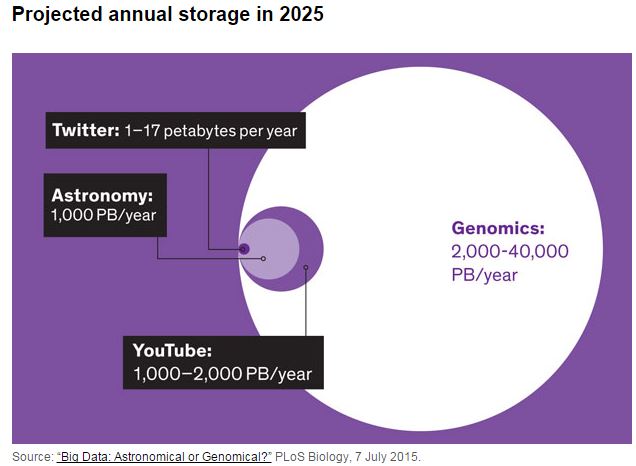 Projected annual storage in 2025
Twitter: 1–17 petabytes per year
Astronomy:
1,000 PB/year
Genomics:
2,000-40,000
PB/year
YouTube:
1,000–2,000 PB/year
Source: “Big Data: Astronomical or Genomical?” PLoS Biology, 7 July 2015.